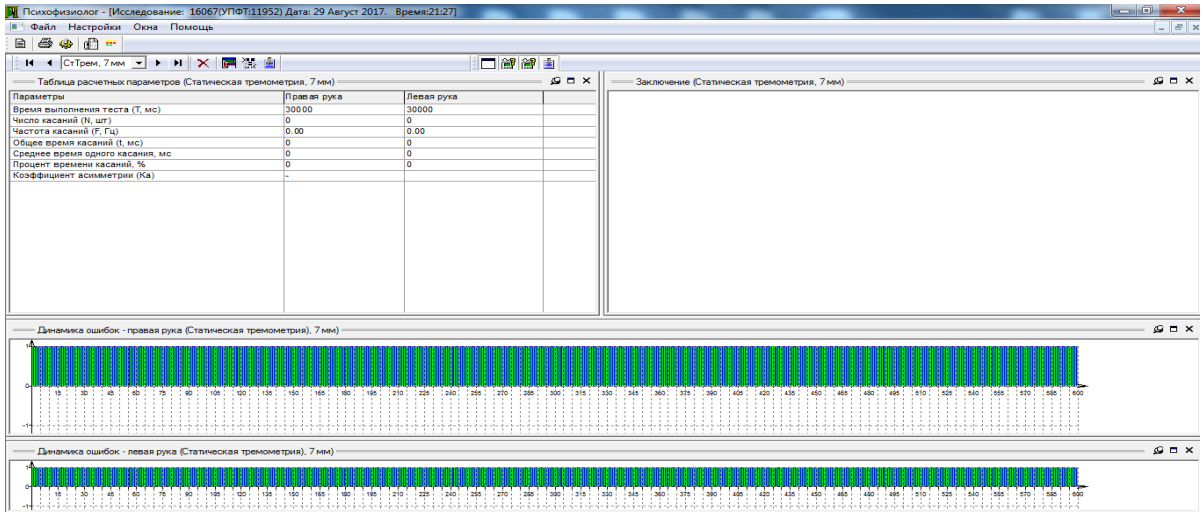 Психофизиолог - [Исследование: 16067(УПФТ:11952) Дата: 29 Август 2017. Время:21:27]
Файл Настройки Окна Помощь
СтТрем, 7 мм
Таблица расчетных параметров (Статическая тремометрия, 7 мм)
Параметры Правая рука Левая рука
Время выполнения теста (T, мс) 30000 30000
Число касаний (N, шт) 0 0
Частота касаний (F, Гц) 0.00 0.00
Общее время касаний (t, мс) 0 0
Среднее время одного касания, мс 0 0
Процент времени касаний, % 0 0
Коэффициент асимметрии (Ка) -
Заключение (Статическая тремометрия, 7 мм)
Динамика ошибок - правая рука (Статическая тремометрия), 7 мм)
1
0
15 30 45 60 75 90 105 120 135 150 165 180 195 210 225 240 255 270 285 300 315 330 345 360 375 390 405 420 435 450 465 480 495 510 525 540 555 570 585 600
-1
Динамика ошибок - левая рука (Статическая тремометрия), 7 мм)
1
0
15 30 45 60 75 90 105 120 135 150 165 180 195 210 225 240 255 270 285 300 315 330 345 360 375 390 405 420 435 450 465 480 495 510 525 540 555 570 585 600
-1